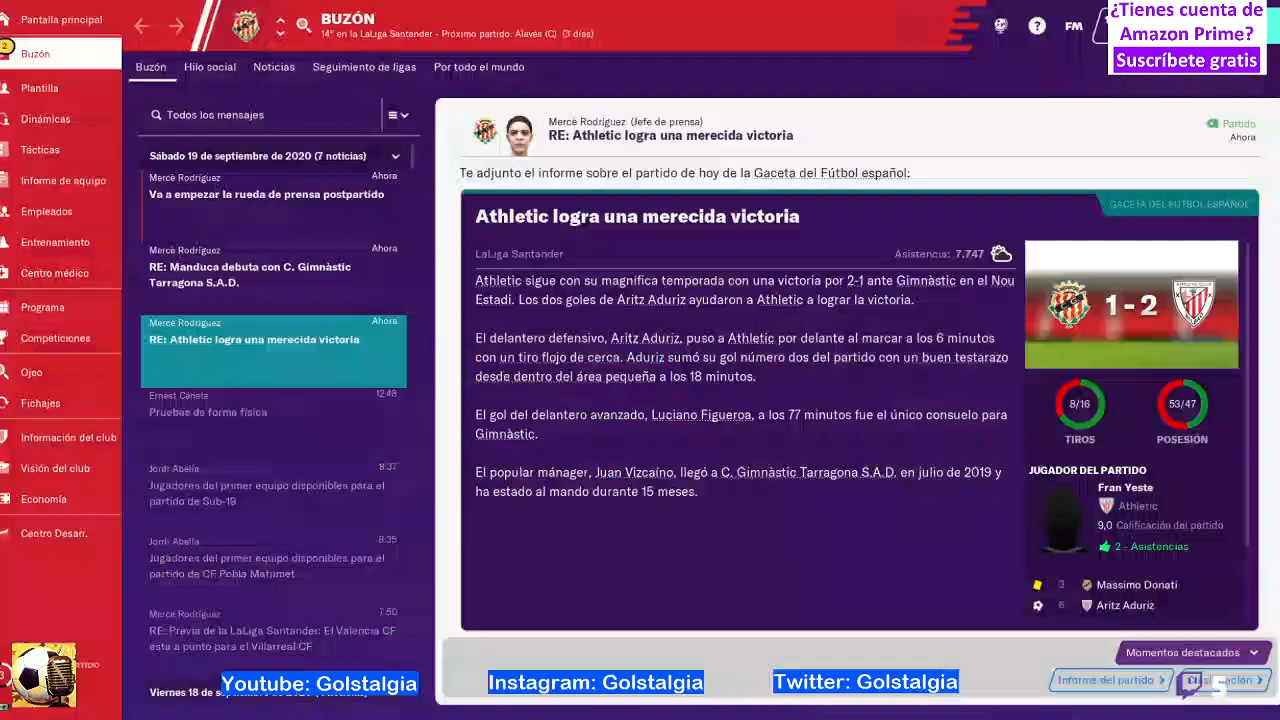 Pantalla principal
2
Buzón
Plantilla
Dinámicas
Tácticas
Informe de equipo
Empleados
Entrenamiento
Centro médico
Programa
Competiciones
Ojeo
Fichajes
Información del club
Visión del club
Economía
Centro Desarr.
BUZÓN
14º en la LaLiga Santander - Próximo partido: Alavés (C) (3 días)
FM
¿Tienes cuenta de
Amazon Prime?
Suscríbete gratis
Buzón
Hilo social
Noticias
Seguimiento de ligas
Por todo el mundo
Todos los mensajes
Sábado 19 de septiembre de 2020 (7 noticias)
Mercè Rodríguez
Ahora
Va a empezar la rueda de prensa postpartido
Mercè Rodríguez
Ahora
RE: Manduca debuta con C. Gimnàstic
Tarragona S.A.D.
Mercè Rodríguez
Ahora
RE: Athletic logra una merecida victoria
Ernest Cañete
12:48
Pruebas de forma física
Jordi Abella
8:37
Jugadores del primer equipo disponibles para el
partido de Sub-19
Jordi Abella
8:35
Jugadores del primer equipo disponibles para el
partido de CF Pobla Mafumet
Mercè Rodríguez
7:50
RE: Previa de la LaLiga Santander: El Valencia CF
está a punto para el Villarreal CF
Viernes 18 de
Mercè Rodríguez (Jefe de prensa)
RE: Athletic logra una merecida victoria
Partido
Ahora
Te adjunto el informe sobre el partido de hoy de la Gaceta del Fútbol español:
GACETA DEL FÚTBOL ESPAÑOL
Athletic logra una merecida victoria
LaLiga Santander
Asistencia: 7.747
Athletic sigue con su magnífica temporada con una victoria por 2-1 ante Gimnàstic en el Nou
Estadi. Los dos goles de Aritz Aduriz ayudaron a Athletic a lograr la victoria.
El delantero defensivo, Aritz Aduriz, puso a Athletic por delante al marcar a los 6 minutos
con un tiro flojo de cerca. Aduriz sumó su gol número dos del partido con un buen testarazo
desde dentro del área pequeña a los 18 minutos.
El gol del delantero avanzado, Luciano Figueroa, a los 77 minutos fue el único consuelo para
Gimnàstic.
El popular mánager, Juan Vizcaíno, llegó a C. Gimnàstic Tarragona S.A.D. en julio de 2019 y
ha estado al mando durante 15 meses.
1 - 2
8/16
53/47
TIROS
POSESIÓN
JUGADOR DEL PARTIDO
Fran Yeste
Athletic
9,0 Calificación del partido
2 - Asistencias
3 Massimo Donati
6 Aritz Aduriz
Momentos destacados
Informe del partido
Youtube: Golstalgia
Instagram: Golstalgia
Twitter: Golstalgia
5